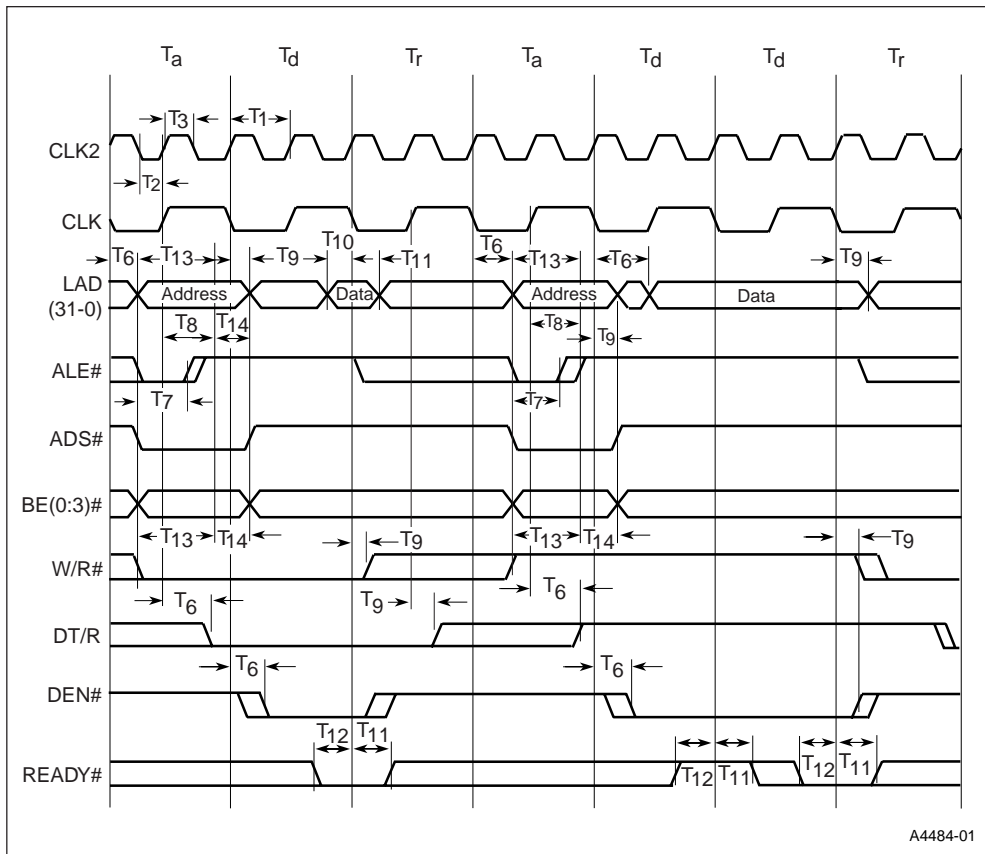 Ta Td Tr Ta Td Td Tr
T3 T1
CLK2
T2
CLK
T6 T13 T9 T10 T11 T6 T13 T6 T9
LAD
(31-0)
Address Data Address Data
T8 T14 T8 T9
ALE#
T7 T7
ADS#
BE(0:3)#
T13 T14 T9 T13 T14 T9
W/R#
T6 T9 T6
DT/R
T6 T6
DEN#
T12 T11 T12 T11 T12 T11
READY#
A4484-01